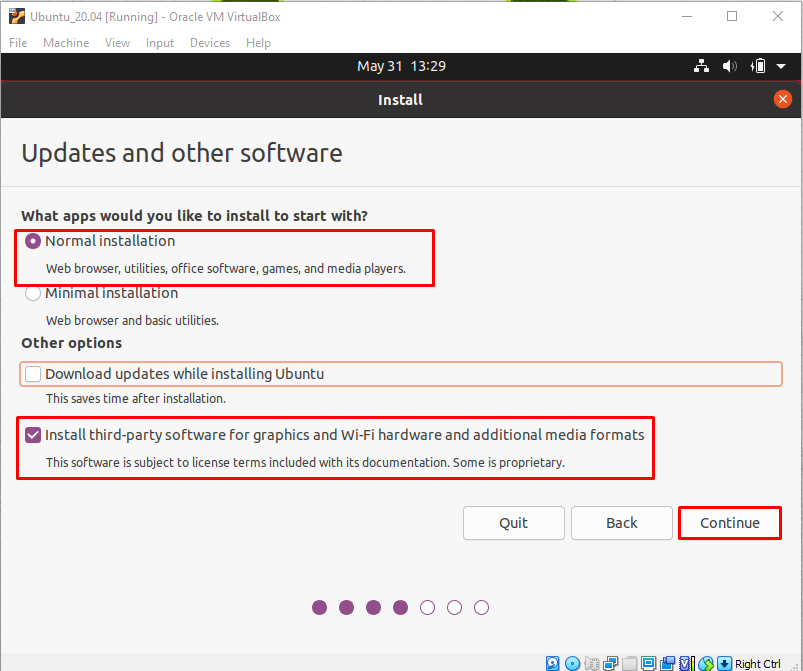 Ubuntu_20.04 [Running] - Oracle VM VirtualBox
File Machine View Input Devices Help
May 31 13:29
Install
Updates and other software
What apps would you like to install to start with?
Normal installation
Web browser, utilities, office software, games, and media players.
Minimal installation
Web browser and basic utilities.
Other options
Download updates while installing Ubuntu
This saves time after installation.
Install third-party software for graphics and Wi-Fi hardware and additional media formats
This software is subject to license terms included with its documentation. Some is proprietary.
Quit Back Continue
Right Ctrl